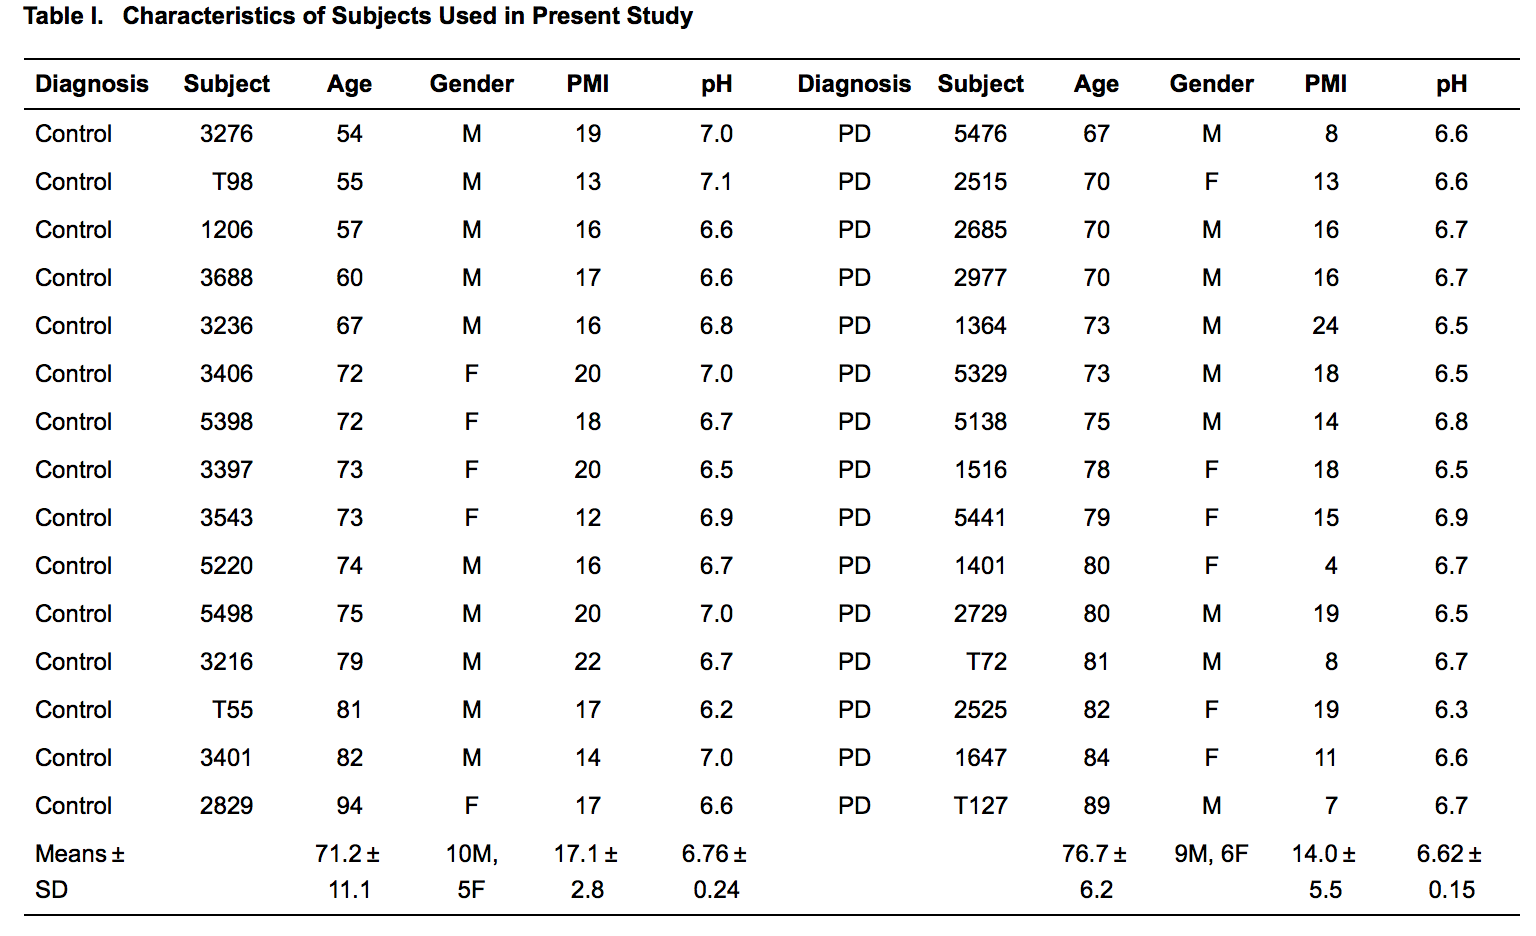 Table I. Characteristics of Subjects Used in Present Study
Diagnosis Subject Age Gender PMI pH Diagnosis Subject Age Gender PMI pH
Control 3276 54 M 19 7.0 PD 5476 67 M 8 6.6
Control T98 55 M 13 7.1 PD 2515 70 F 13 6.6
Control 1206 57 M 16 6.6 PD 2685 70 M 16 6.7
Control 3688 60 M 17 6.6 PD 2977 70 M 16 6.7
Control 3236 67 M 16 6.8 PD 1364 73 M 24 6.5
Control 3406 72 F 20 7.0 PD 5329 73 M 18 6.5
Control 5398 72 F 18 6.7 PD 5138 75 M 14 6.8
Control 3397 73 F 20 6.5 PD 1516 78 F 18 6.5
Control 3543 73 F 12 6.9 PD 5441 79 F 15 6.9
Control 5220 74 M 16 6.7 PD 1401 80 F 4 6.7
Control 5498 75 M 20 7.0 PD 2729 80 M 19 6.5
Control 3216 79 M 22 6.7 PD T72 81 M 8 6.7
Control T55 81 M 17 6.2 PD 2525 82 F 19 6.3
Control 3401 82 M 14 7.0 PD 1647 84 F 11 6.6
Control 2829 94 F 17 6.6 PD T127 89 M 7 6.7
Means ± 71.2 ± 10M, 17.1 ± 6.76 ± 76.7 ± 9M, 6F 14.0 ± 6.62 ±
SD 11.1 5F 2.8 0.24 6.2 5.5 0.15